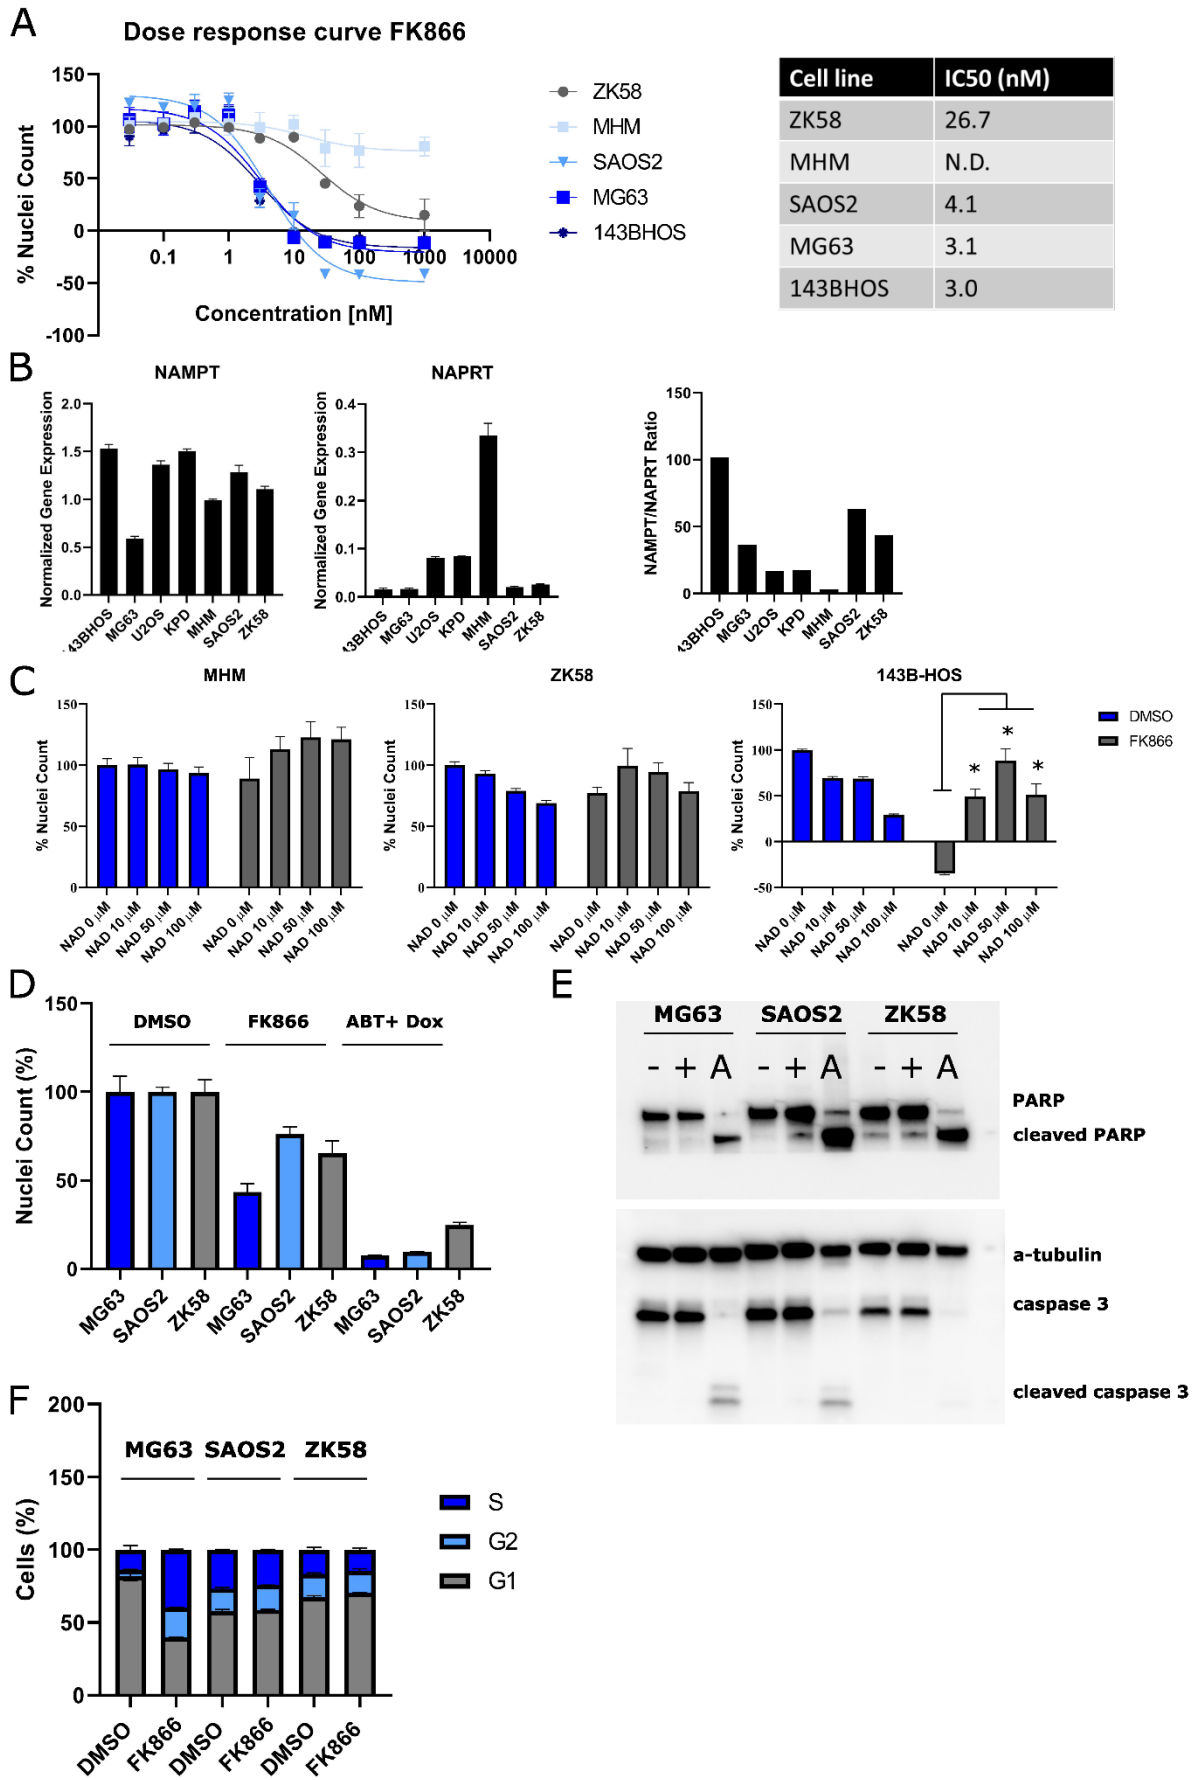 A
Dose response curve FK866
% Nuclei Count
150
100
50
0
-50
-100
0.1 1 10 100 1000 10000
Concentration [nM]
ZK58
MHM
SAOS2
MG63
143BHOS
Cell line IC50 (nM)
ZK58 26.7
MHM N.D.
SAOS2 4.1
MG63 3.1
143BHOS 3.0
B
NAMPT
Normalized Gene Expression
2.0
1.5
1.0
0.5
0.0
143BHOS MG63 U2OS KPD MHM SAOS2 ZK58
NAPRT
Normalized Gene Expression
0.4
0.3
0.2
0.1
0.0
43BHOS MG63 U2OS KPD MHM SAOS2 ZK58
NAMPT/NAPRT Ratio
150
100
50
0
43BHOS MG63 U2OS KPD MHM SAOS2 ZK58
C
MHM
% Nuclei Count
150
100
50
0
NAD 0 µM NAD 10 µM NAD 50 µM NAD 100 µM NAD 0 µM NAD 10 µM NAD 50 µM NAD 100 µM
ZK58
% Nuclei Count
150
100
50
0
NAD 0 µM NAD 10 µM NAD 50 µM NAD 100 µM NAD 0 µM NAD 10 µM NAD 50 µM NAD 100 µM
143B-HOS
% Nuclei Count
150
100
50
0
-50
* * *
NAD 0 µM NAD 10 µM NAD 50 µM NAD 100 µM NAD 0 µM NAD 10 µM NAD 50 µM NAD 100 µM
DMSO
FK866
D
Nuclei Count (%)
150
100
50
0
DMSO FK866 ABT+ Dox
MG63 SAOS2 ZK58 MG63 SAOS2 ZK58 MG63 SAOS2 ZK58
E
MG63 SAOS2 ZK58
- + A - + A - + A
PARP
cleaved PARP
a-tubulin
caspase 3
cleaved caspase 3
F
Cells (%)
200
150
100
50
0
MG63 SAOS2 ZK58
DMSO FK866 DMSO FK866 DMSO FK866
S
G2
G1